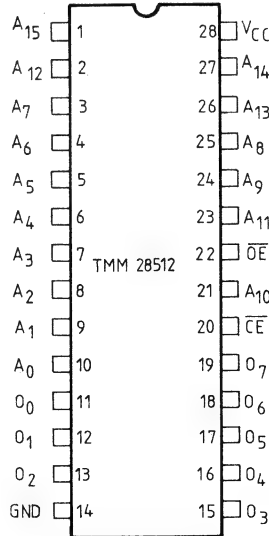 A15 1 28 VCC
A12 2 27 A14
A7 3 26 A13
A6 4 25 A8
A5 5 24 A9
A4 6 23 A11
A3 7 22 OE
TMM 28512
A2 8 21 A10
A1 9 20 CE
A0 10 19 O7
O0 11 18 O6
O1 12 17 O5
O2 13 16 O4
GND 14 15 O3